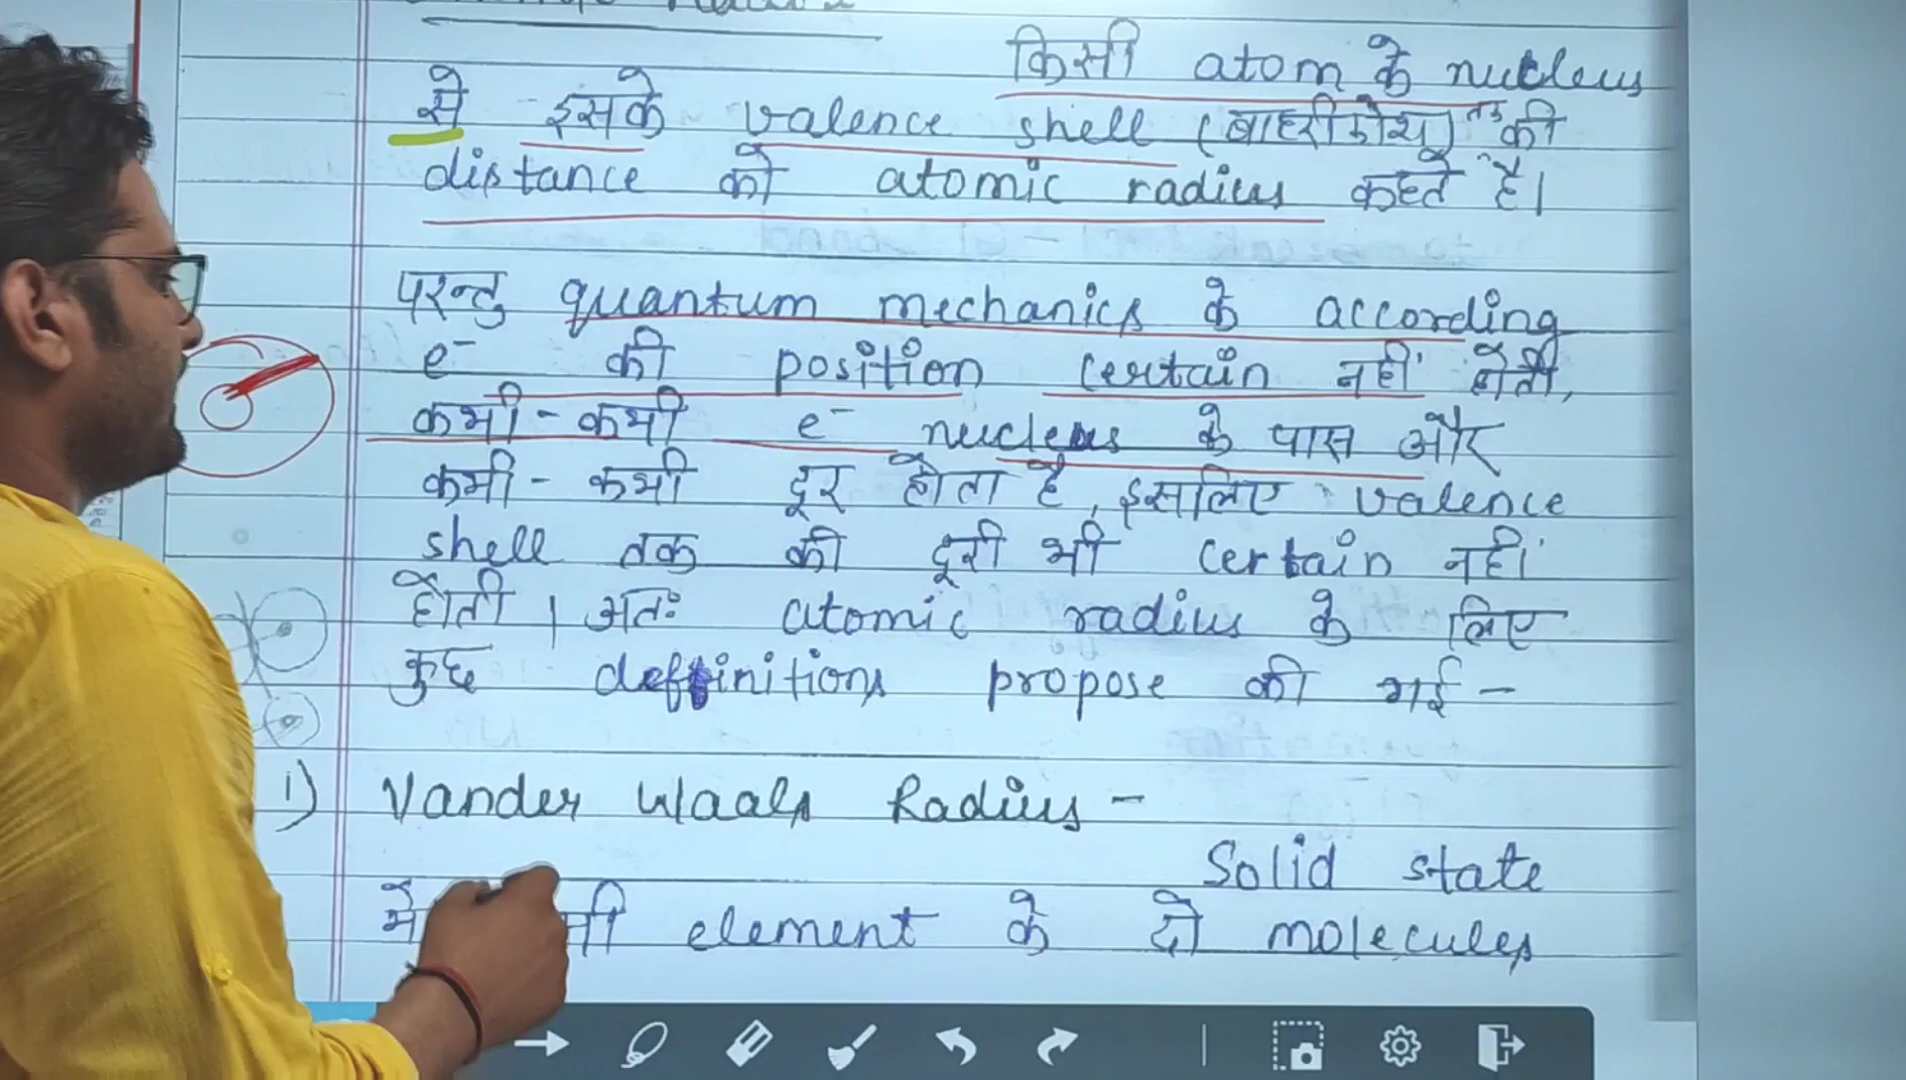 किसी atom के nucleus
से इसके valence shell (बाहरी कोश) तक की
distance को atomic radius कहते हैं।
परन्तु quantum mechanics के according
e⁻ की position certain नहीं होती,
कभी-कभी e⁻ nucleus के पास और
कभी-कभी दूर होता है, इसलिए valence
shell तक की दूरी भी certain नहीं
होती। अतः atomic radius के लिए
कुछ definitions propose की गई -
1) Vander Waals Radius -
Solid state
में element के दो molecules